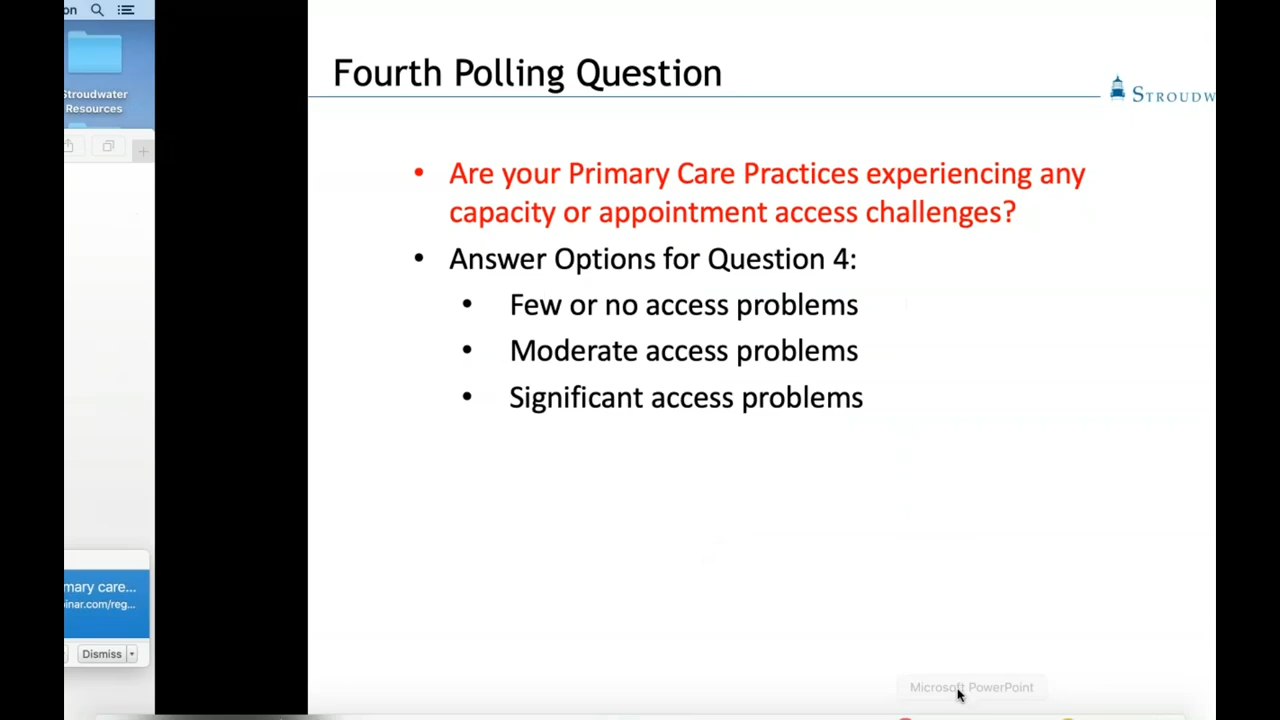 on
Stroudwater
Resources
Fourth Polling Question
STROUDW
• Are your Primary Care Practices experiencing any
capacity or appointment access challenges?
• Answer Options for Question 4:
• Few or no access problems
• Moderate access problems
• Significant access problems
mary care...
inar.com/reg...
Dismiss
Microsoft PowerPoint